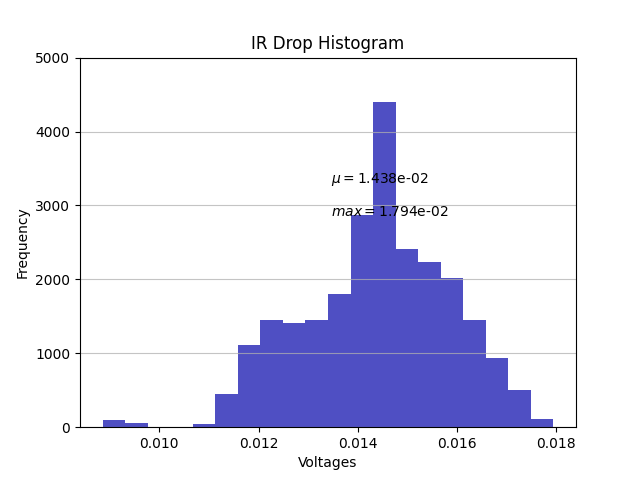 IR Drop Histogram
5000
4000
3000
2000
1000
0
Frequency
μ = 1.438e-02
max = 1.794e-02
0.010 0.012 0.014 0.016 0.018
Voltages